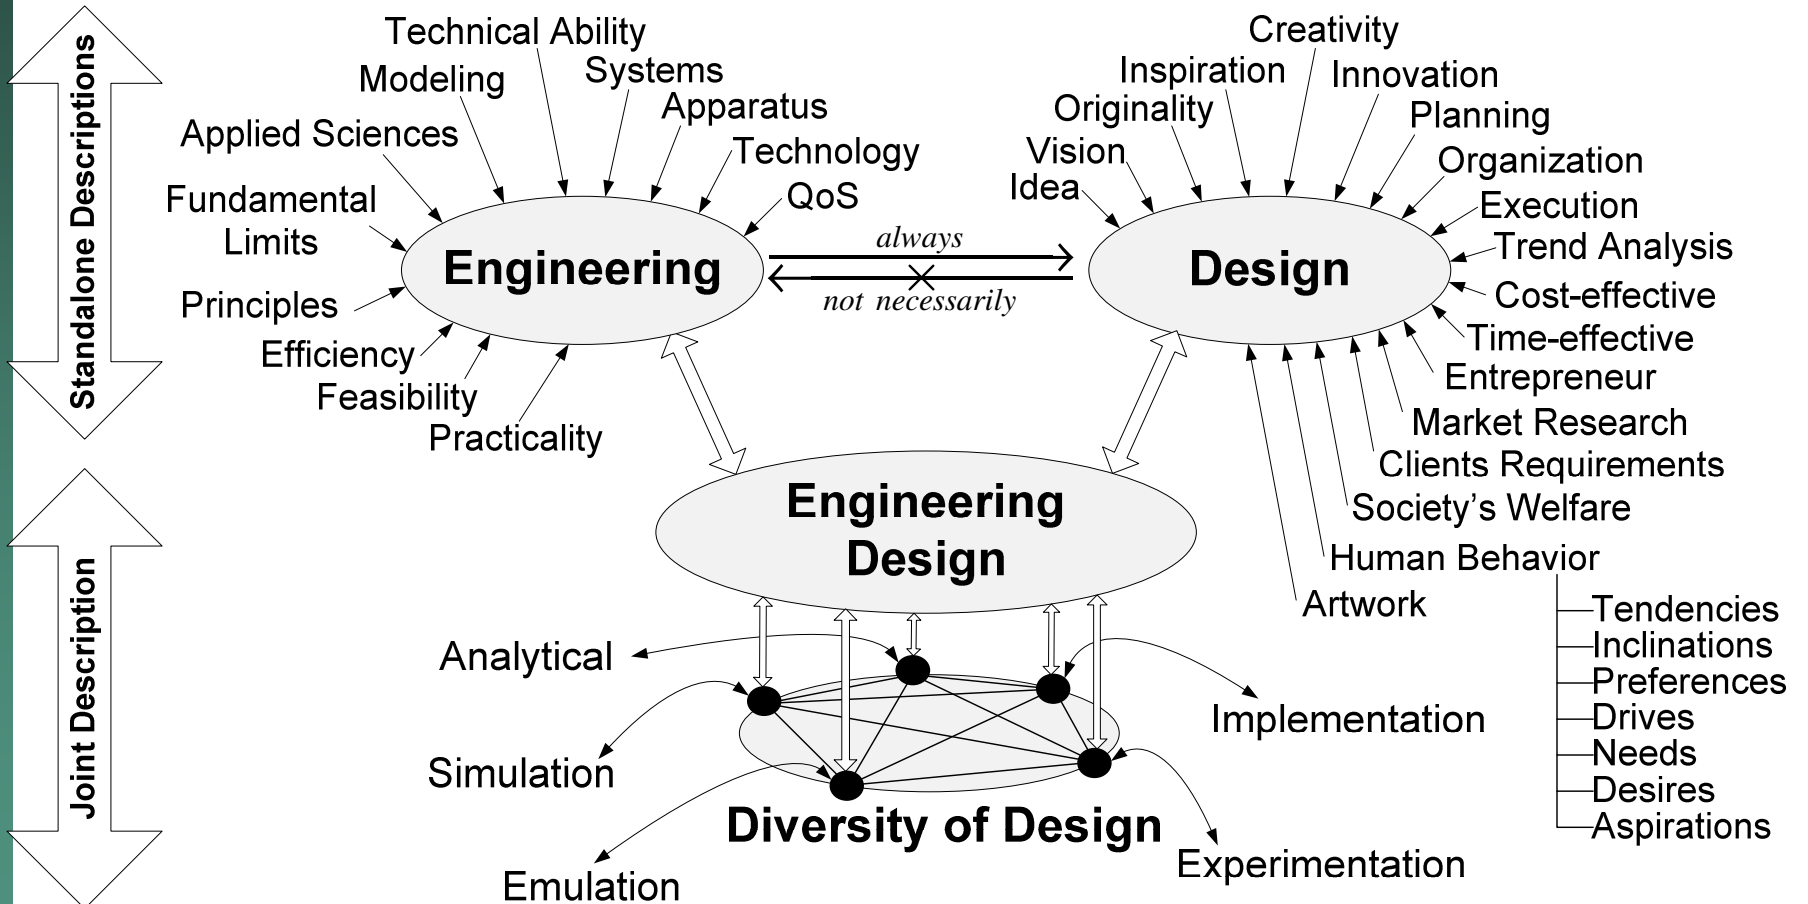 Standalone Descriptions
Technical Ability
Modeling
Systems
Apparatus
Applied Sciences
Technology
Fundamental
Limits
QoS
Principles
Efficiency
Feasibility
Practicality
Engineering
always
not necessarily
Creativity
Inspiration
Innovation
Originality
Planning
Vision
Organization
Idea
Execution
Trend Analysis
Design
Cost-effective
Time-effective
Entrepreneur
Market Research
Clients Requirements
Society's Welfare
Human Behavior
Artwork
Tendencies
Inclinations
Preferences
Drives
Needs
Desires
Aspirations
Joint Description
Engineering
Design
Analytical
Simulation
Emulation
Implementation
Experimentation
Diversity of Design